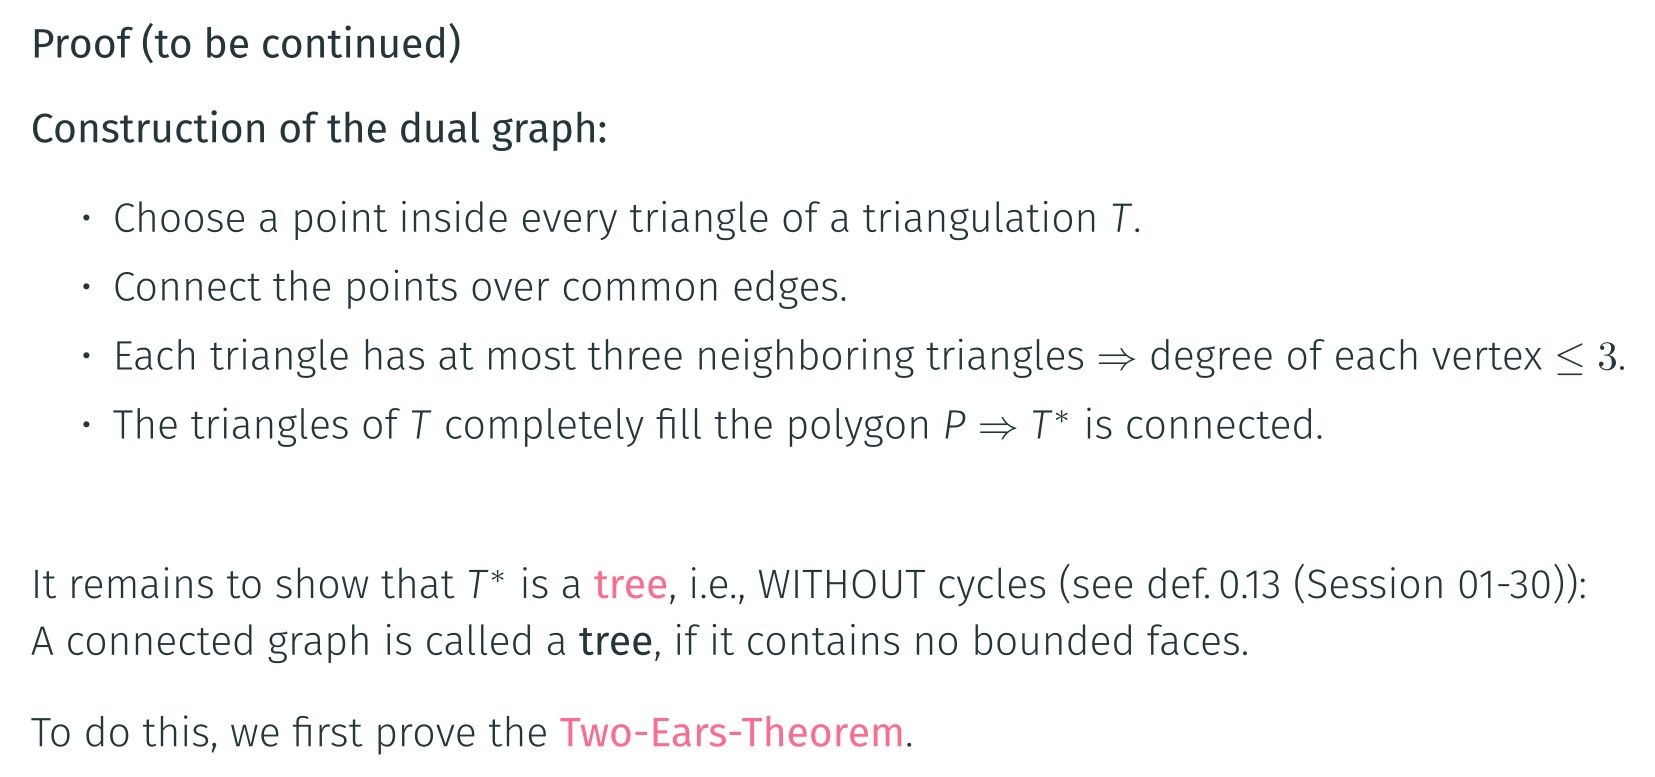 Proof (to be continued)
Construction of the dual graph:
• Choose a point inside every triangle of a triangulation T.
• Connect the points over common edges.
• Each triangle has at most three neighboring triangles ⇒ degree of each vertex ≤ 3.
• The triangles of T completely fill the polygon P ⇒ T* is connected.
It remains to show that T* is a tree, i.e., WITHOUT cycles (see def. 0.13 (Session 01-30)):
A connected graph is called a tree, if it contains no bounded faces.
To do this, we first prove the Two-Ears-Theorem.